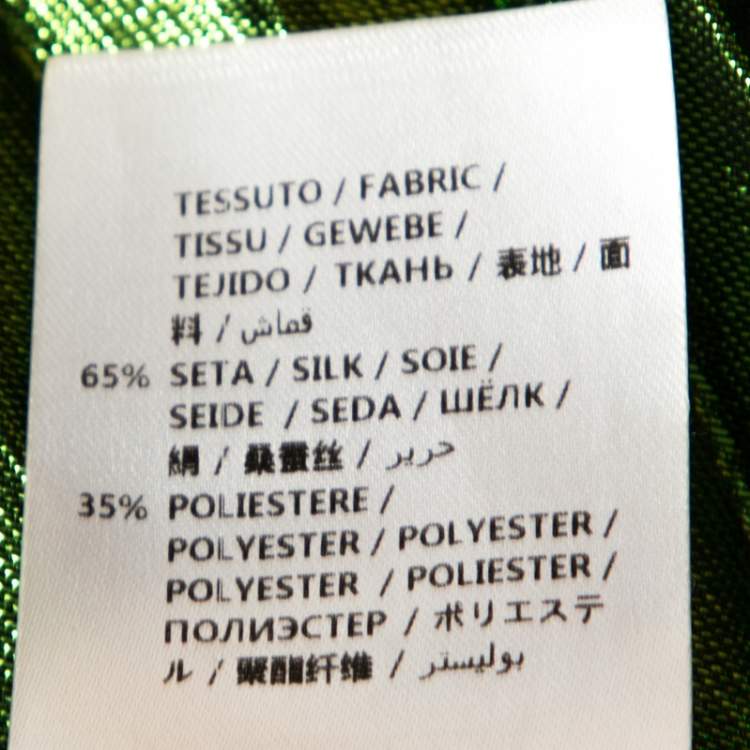 TESSUTO / FABRIC /
TISSU / GEWEBE /
TEJIDO / ТКАНЬ / 表地 / 面
料 / قماش
65% SETA / SILK / SOIE /
SEIDE / SEDA / ШЁЛК /
絹 / 桑蚕丝 / حرير
35% POLIESTERE /
POLYESTER / POLYESTER /
POLYESTER / POLIESTER /
ПОЛИЭСТЕР / ポリエステ
ル / 聚酯纤维 / بوليستر